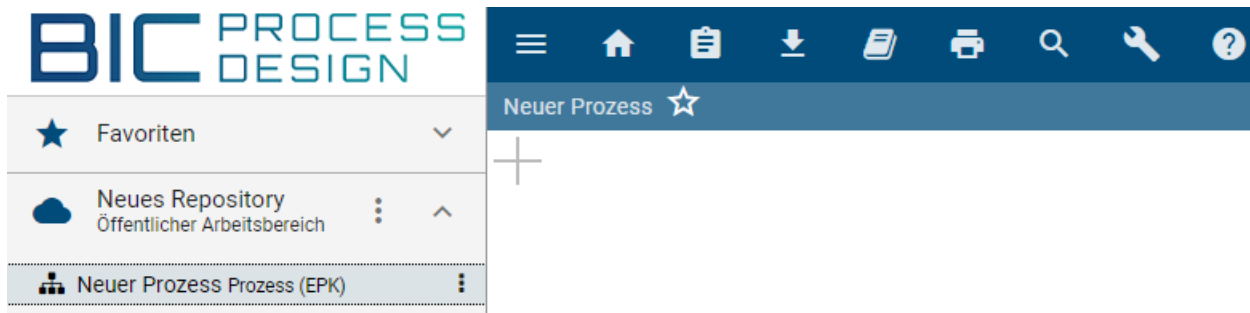 BIC PROCESS DESIGN
Neuer Prozess
Favoriten
Neues Repository
Öffentlicher Arbeitsbereich
Neuer Prozess Prozess (EPK)